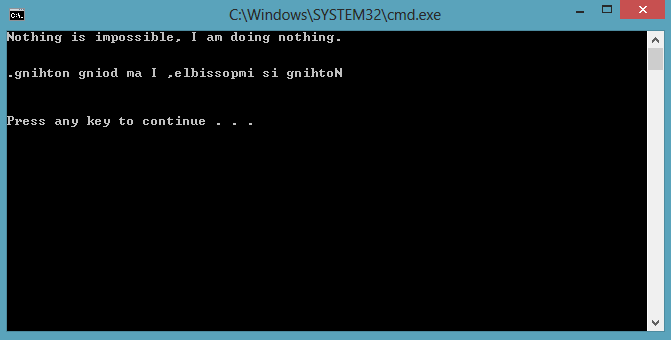 C:\Windows\SYSTEM32\cmd.exe
Nothing is impossible, I am doing nothing.
.gnihton gniod ma I ,elbissopmi si gnihtoN
Press any key to continue . . .